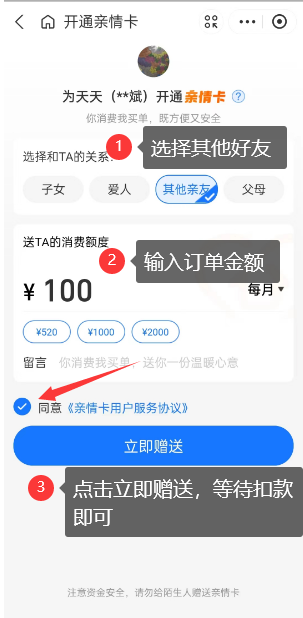 开通亲情卡
为天天（**斌）开通亲情卡
你消费我买单，既方便又安全
选择和TA的关系
1 选择其他好友
子女 爱人 其他亲友 父母
送TA的消费额度
2 输入订单金额
¥ 100 每月
¥520 ¥1000 ¥2000
留言 你消费我买单，送你一份温暖心意
同意《亲情卡用户服务协议》
立即赠送
3 点击立即赠送，等待扣款
即可
注意资金安全，请勿给陌生人赠送亲情卡